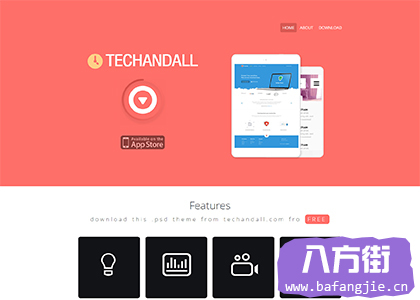 HOME ABOUT DOWNLOAD
TECHANDALL
Available on the
App Store
Features
download this .psd theme from techandall.com fro FREE
八方街
www.bafangjie.cn